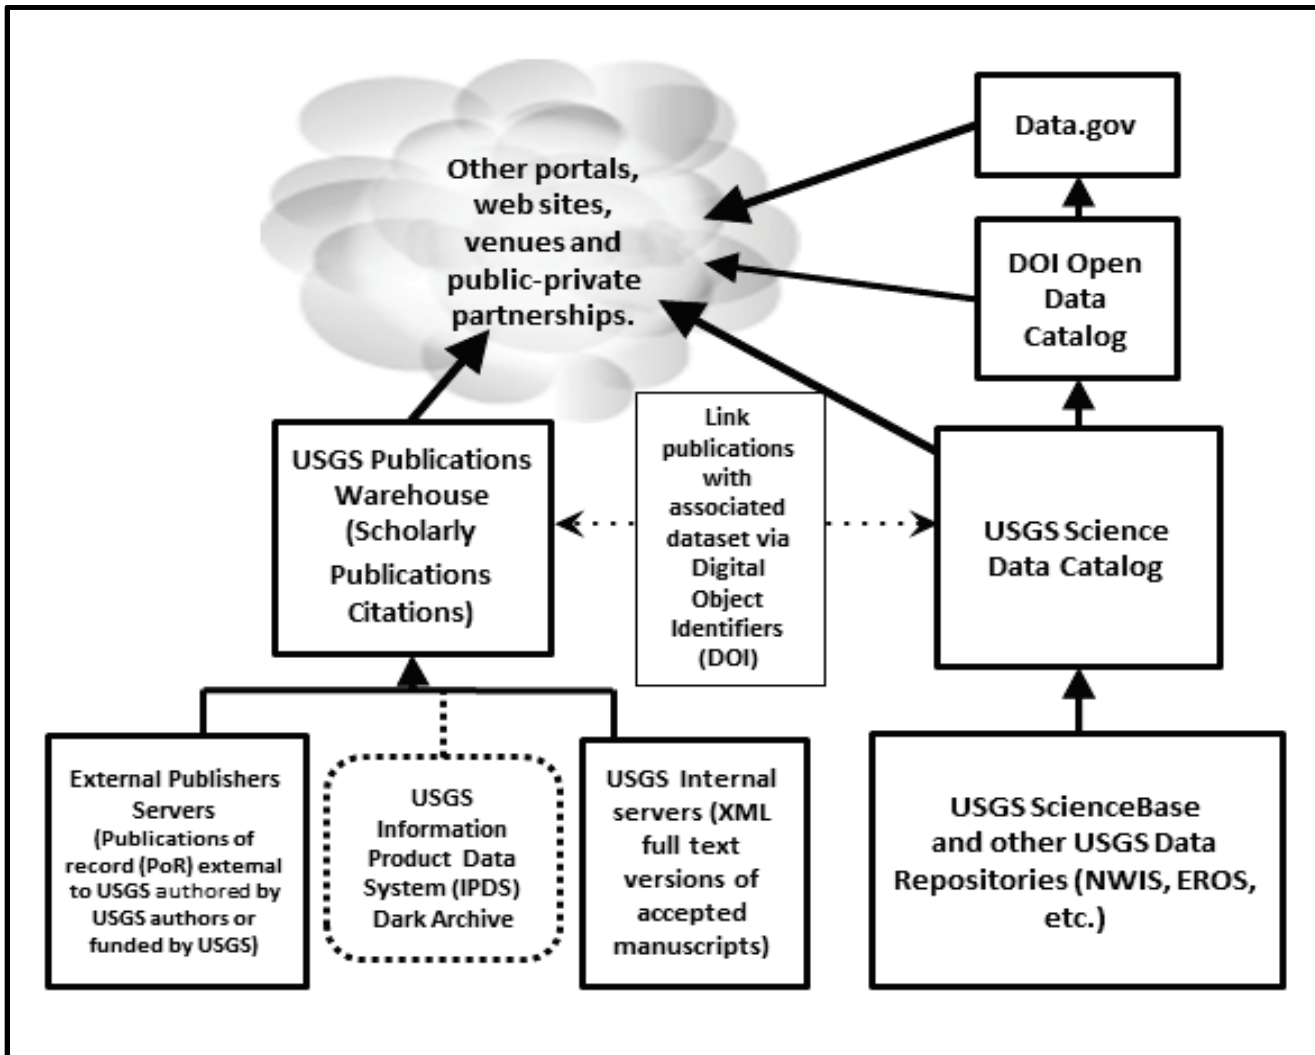 Other portals,
web sites,
venues and
public-private
partnerships.
Data.gov
DOI Open
Data
Catalog
USGS Publications
Warehouse
(Scholarly
Publications
Citations)
Link
publications
with
associated
dataset via
Digital
Object
Identifiers
(DOI)
USGS Science
Data Catalog
External Publishers
Servers
(Publications of
record (PoR) external
to USGS authored by
USGS authors or
funded by USGS)
USGS
Information
Product Data
System (IPDS)
Dark Archive
USGS Internal
servers (XML
full text
versions of
accepted
manuscripts)
USGS ScienceBase
and other USGS Data
Repositories (NWIS, EROS,
etc.)